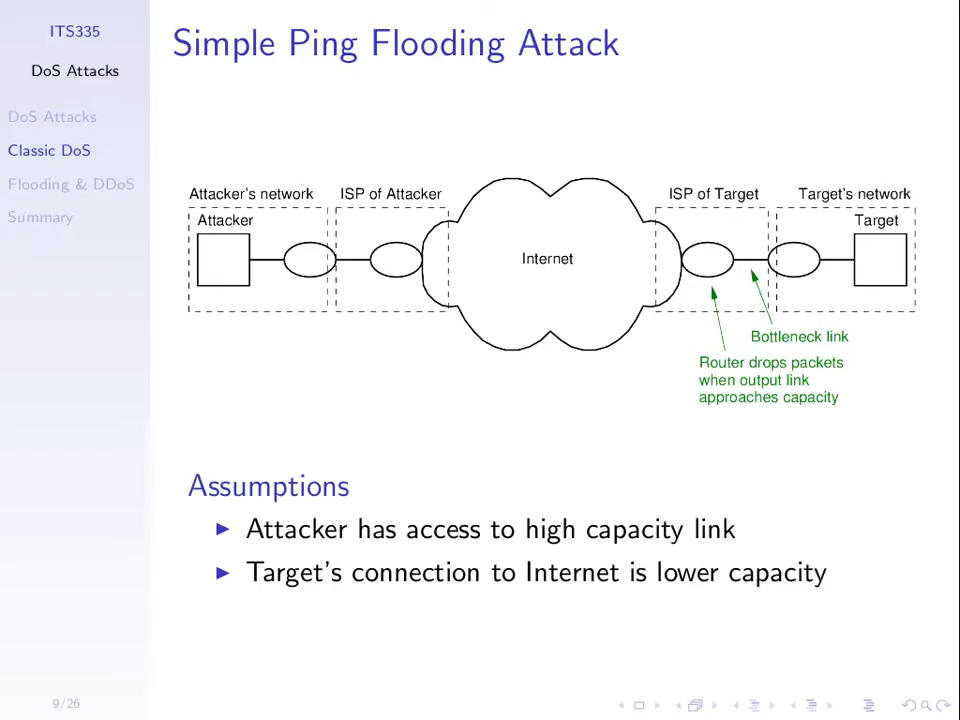 ITS335
DoS Attacks
DoS Attacks
Classic DoS
Flooding & DDoS
Summary
Simple Ping Flooding Attack
Attacker's network
ISP of Attacker
ISP of Target
Target's network
Attacker
Target
Internet
Bottleneck link
Router drops packets
when output link
approaches capacity
Assumptions
Attacker has access to high capacity link
Target's connection to Internet is lower capacity
9/26